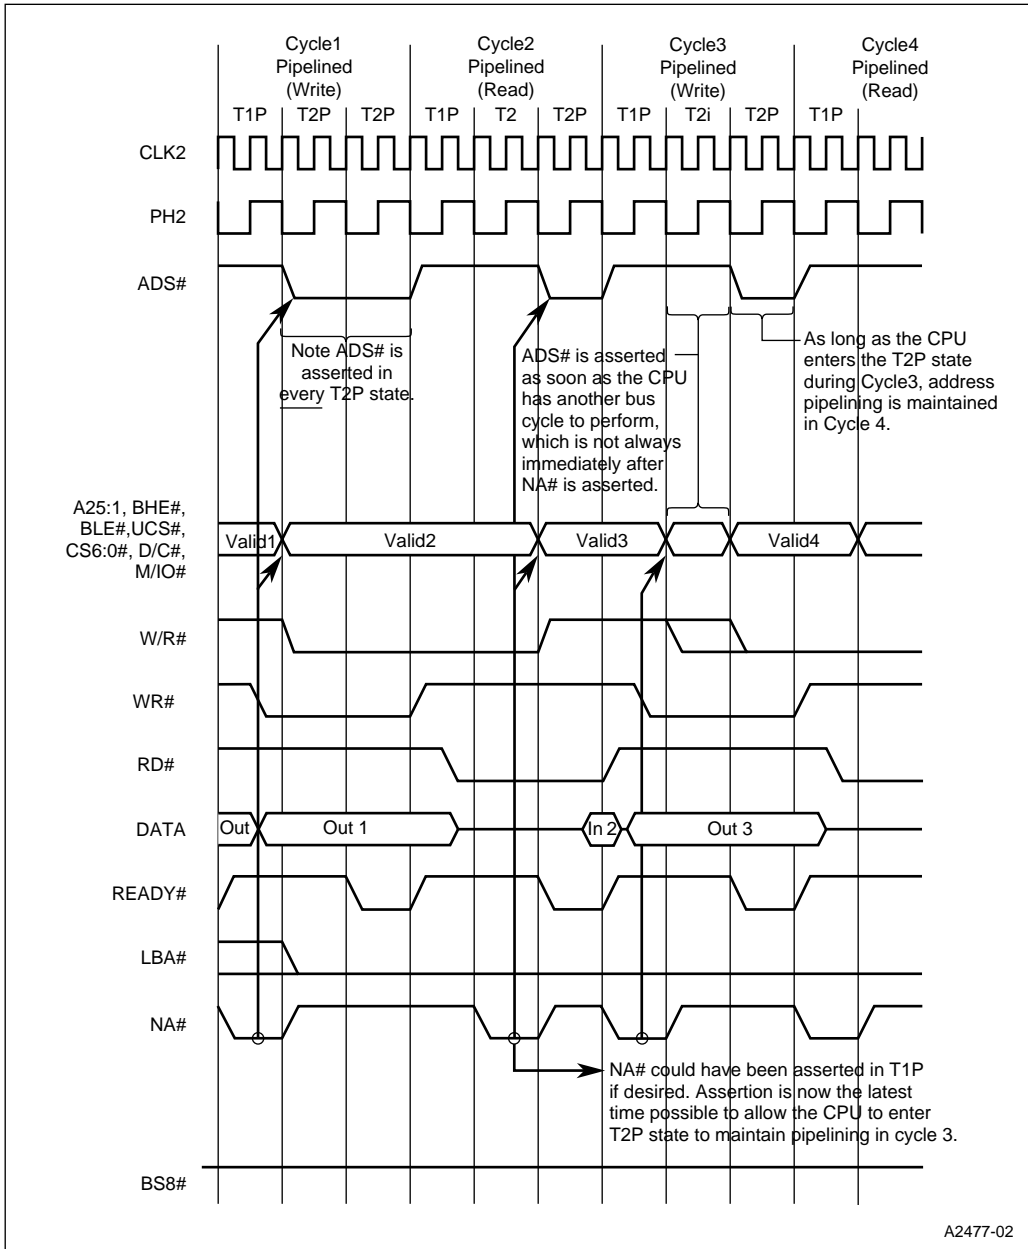 Cycle1 Cycle2 Cycle3 Cycle4
Pipelined Pipelined Pipelined Pipelined
(Write) (Read) (Write) (Read)
T1P T2P T2P T1P T2 T2P T1P T2i T2P T1P
CLK2
PH2
ADS#
Note ADS# is
asserted in
every T2P state.
ADS# is asserted
as soon as the CPU
has another bus
cycle to perform,
which is not always
immediately after
NA# is asserted.
As long as the CPU
enters the T2P state
during Cycle3, address
pipelining is maintained
in Cycle 4.
A25:1, BHE#,
BLE#,UCS#,
CS6:0#, D/C#,
M/IO#
Valid1 Valid2 Valid3 Valid4
W/R#
WR#
RD#
DATA Out Out 1 In 2 Out 3
READY#
LBA#
NA#
NA# could have been asserted in T1P
if desired. Assertion is now the latest
time possible to allow the CPU to enter
T2P state to maintain pipelining in cycle 3.
BS8#
A2477-02